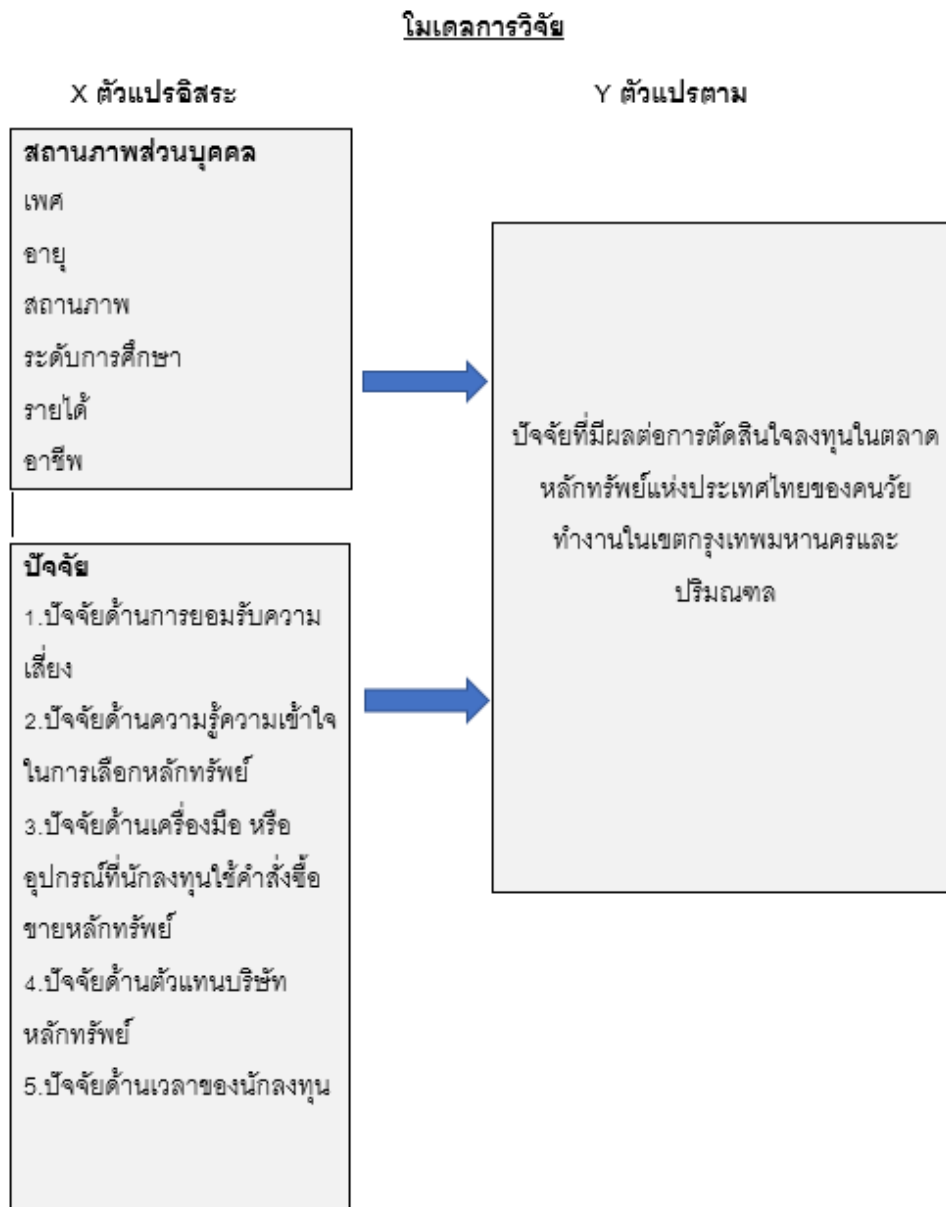 โมเดลการวิจัย
X ตัวแปรอิสระ
Y ตัวแปรตาม
สถานภาพส่วนบุคคล
เพศ
อายุ
สถานภาพ
ระดับการศึกษา
รายได้
อาชีพ
ปัจจัย
1.ปัจจัยด้านการยอมรับความ
เสี่ยง
2.ปัจจัยด้านความรู้ความเข้าใจ
ในการเลือกหลักทรัพย์
3.ปัจจัยด้านเครื่องมือ หรือ
อุปกรณ์ที่นักลงทุนใช้คำสั่งซื้อ
ขายหลักทรัพย์
4.ปัจจัยด้านตัวแทนบริษัท
หลักทรัพย์
5.ปัจจัยด้านเวลาของนักลงทุน
ปัจจัยที่มีผลต่อการตัดสินใจลงทุนในตลาด
หลักทรัพย์แห่งประเทศไทยของคนวัย
ทำงานในเขตกรุงเทพมหานครและ
ปริมณฑล